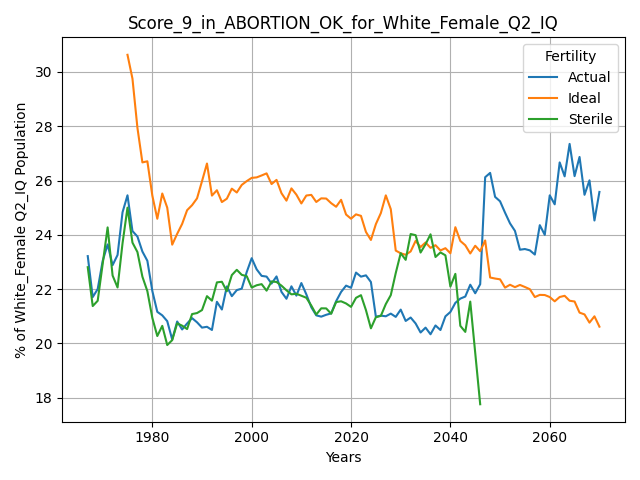 Score_9_in_ABORTION_OK_for_White_Female_Q2_IQ
% of White_Female Q2_IQ Population
30
28
26
24
22
20
18
Fertility
Actual
Ideal
Sterile
1980
2000
2020
2040
2060
Years